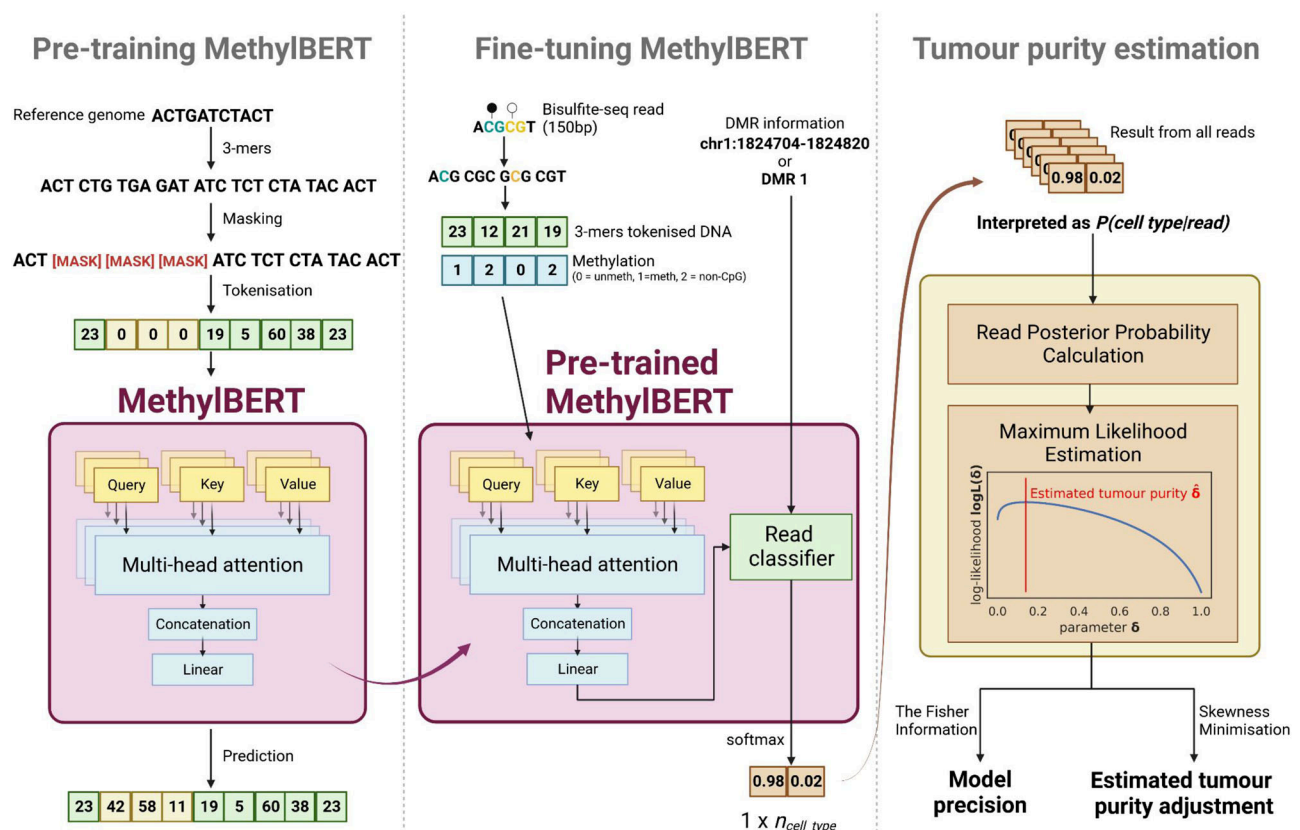 Pre-training MethylBERT
Reference genome ACTGATCTACT
3-mers
ACT CTG TGA GAT ATC TCT CTA TAC ACT
Masking
ACT [MASK] [MASK] [MASK] ATC TCT CTA TAC ACT
Tokenisation
23 0 0 0 19 5 60 38 23
MethylBERT
Query Key Value
Multi-head attention
Concatenation
Linear
Prediction
23 42 58 11 19 5 60 38 23
Fine-tuning MethylBERT
Bisulfite-seq read
(150bp)
ACGCGT
ACG CGC GCG CGT
23 12 21 19
3-mers tokenised DNA
1 2 0 2
Methylation
(0 = unmeth, 1=meth, 2 = non-CpG)
DMR information
chr1:1824704-1824820
or
DMR 1
Pre-trained
MethylBERT
Query Key Value
Multi-head attention
Concatenation
Linear
Read
classifier
softmax
0.98 0.02
1 x n_cell_type
Tumour purity estimation
Result from all reads
0.98 0.02
Interpreted as P(cell type|read)
Read Posterior Probability
Calculation
Maximum Likelihood
Estimation
log-likelihood logL(δ)
Estimated tumour purity δ̂
0.0 0.2 0.4 0.6 0.8 1.0
parameter δ
The Fisher
Information
Skewness
Minimisation
Model
precision
Estimated tumour
purity adjustment